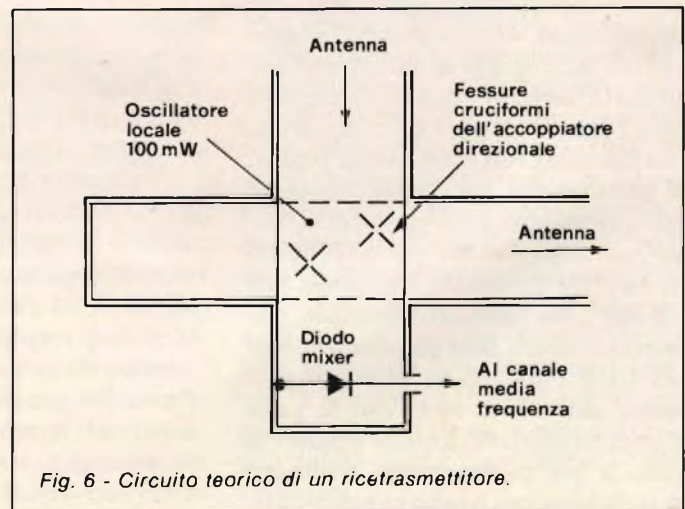 Antenna
Oscillatore
locale
100 mW
Fessure
cruciformi
dell'accoppiatore
direzionale
Antenna
Diodo
mixer
Al canale
media
frequenza
Fig. 6 - Circuito teorico di un ricetrasmettitore.